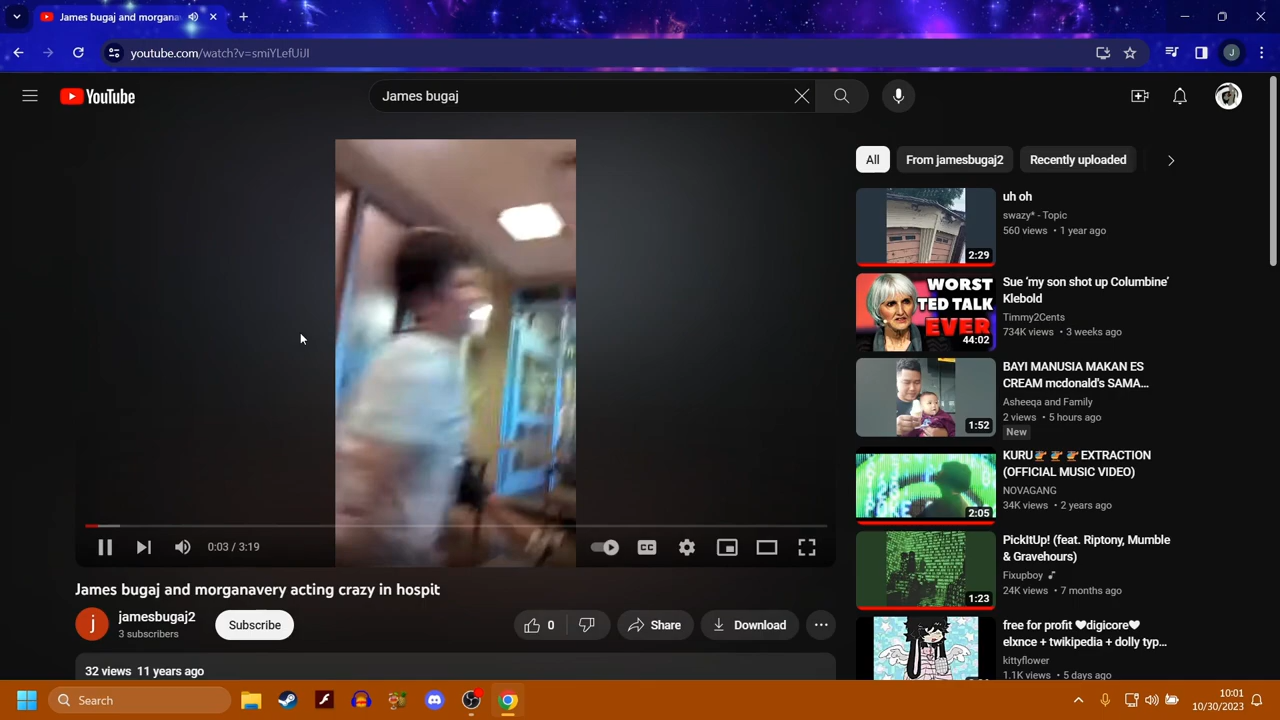 James bugaj and morgana
youtube.com/watch?v=smiYLefUiJI
J
YouTube
James bugaj
0:03 / 3:19
CC
James bugaj and morganavery acting crazy in hospit
j
jamesbugaj2
3 subscribers
Subscribe
0
Share
Download
32 views 11 years ago
All
From jamesbugaj2
Recently uploaded
2:29
uh oh
swazy* - Topic
560 views • 1 year ago
WORST
TED TALK
EVER
44:02
Sue ‘my son shot up Columbine’
Klebold
Timmy2Cents
734K views • 3 weeks ago
1:52
BAYI MANUSIA MAKAN ES
CREAM mcdonald's SAMA...
Asheeqa and Family
2 views • 5 hours ago
New
2:05
KURU EXTRACTION
(OFFICIAL MUSIC VIDEO)
NOVAGANG
34K views • 2 years ago
1:23
PickItUp! (feat. Riptony, Mumble
& Gravehours)
Fixupboy
24K views • 7 months ago
free for profit ♥digicore♥
elxnce + twikipedia + dolly typ...
kittyflower
1.1K views • 5 days ago
Search
10:01
10/30/2023